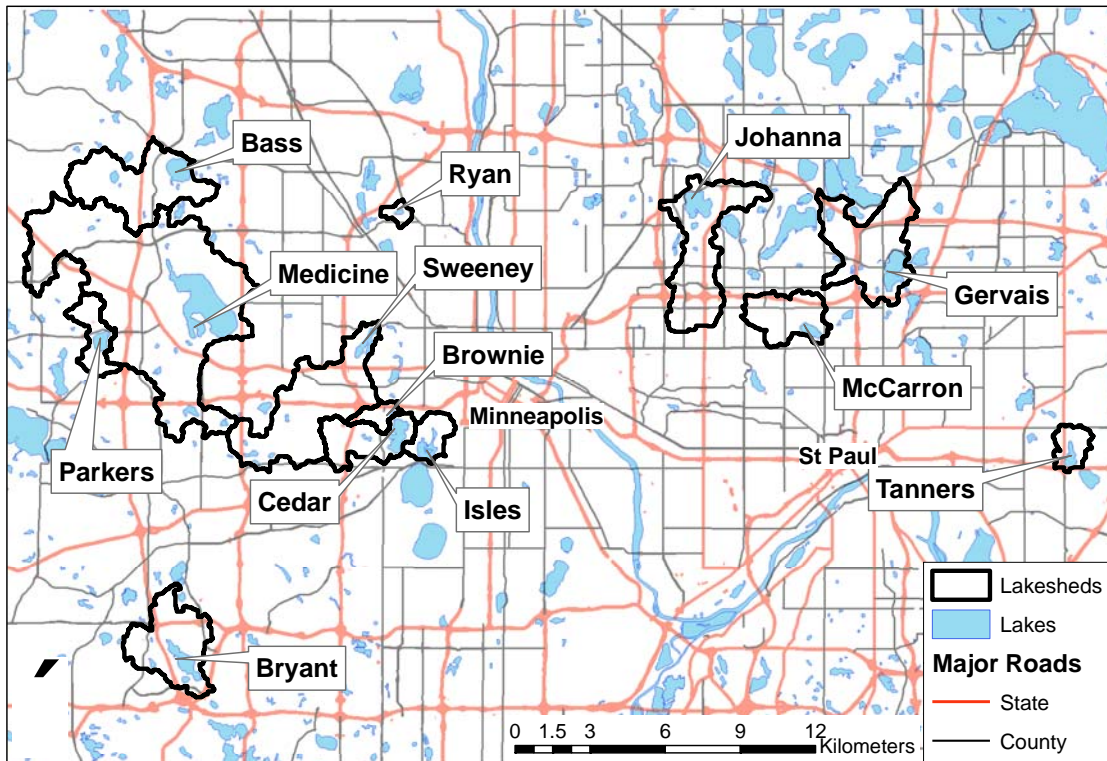 Bass
Johanna
Ryan
Medicine
Sweeney
Gervais
Brownie
McCarron
Minneapolis
Parkers
St Paul
Cedar
Isles
Tanners
Bryant
Lakesheds
Lakes
Major Roads
State
County
0 1.5 3 6 9 12
Kilometers